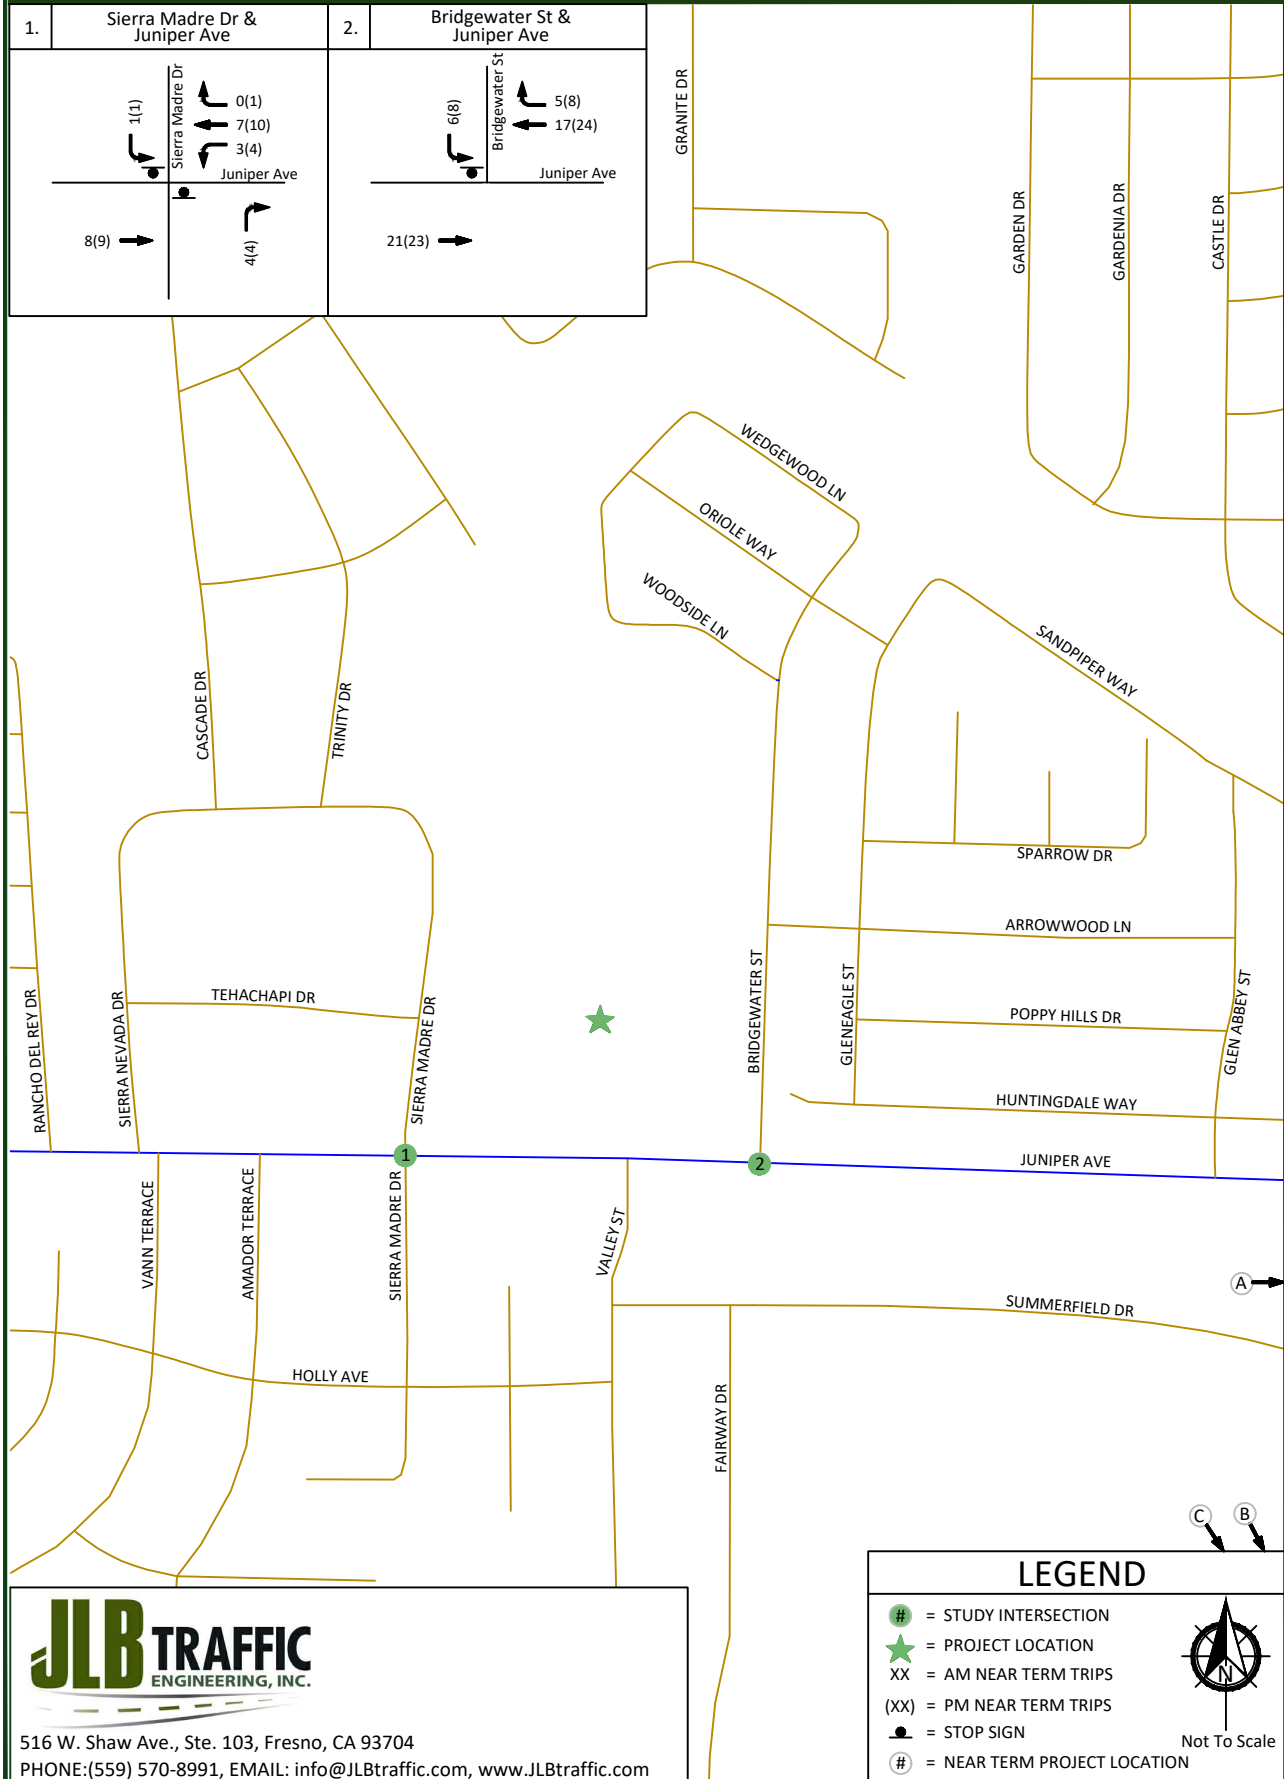 1.
Sierra Madre Dr &
Juniper Ave
2.
Bridgewater St &
Juniper Ave
1(1)
Sierra Madre Dr
0(1)
7(10)
3(4)
Juniper Ave
8(9)
4(4)
6(8)
Bridgewater St
5(8)
17(24)
Juniper Ave
21(23)
GRANITE DR
GARDEN DR
GARDENIA DR
CASTLE DR
WEDGEWOOD LN
ORIOLE WAY
WOODSIDE LN
SANDPIPER WAY
CASCADE DR
TRINITY DR
SPARROW DR
ARROWWOOD LN
TEHACHAPI DR
POPPY HILLS DR
RANCHO DEL REY DR
SIERRA NEVADA DR
SIERRA MADRE DR
BRIDGEWATER ST
GLENEAGLE ST
GLEN ABBEY ST
HUNTINGDALE WAY
1
2
JUNIPER AVE
VANN TERRACE
AMADOR TERRACE
SIERRA MADRE DR
VALLEY ST
A
SUMMERFIELD DR
HOLLY AVE
FAIRWAY DR
C
B
LEGEND
# = STUDY INTERSECTION
= PROJECT LOCATION
XX = AM NEAR TERM TRIPS
(XX) = PM NEAR TERM TRIPS
= STOP SIGN
# = NEAR TERM PROJECT LOCATION
N
Not To Scale
JLB TRAFFIC
ENGINEERING, INC.
516 W. Shaw Ave., Ste. 103, Fresno, CA 93704
PHONE:(559) 570-8991, EMAIL: info@JLBtraffic.com, www.JLBtraffic.com